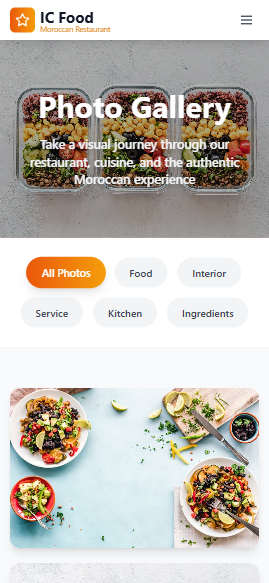 IC Food
Moroccan Restaurant
Photo Gallery
Take a visual journey through our
restaurant, cuisine, and the authentic
Moroccan experience
All Photos
Food
Interior
Service
Kitchen
Ingredients